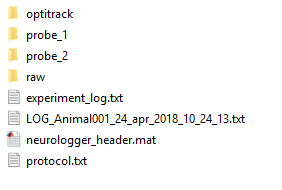 optitrack
probe_1
probe_2
raw
experiment_log.txt
LOG_Animal001_24_apr_2018_10_24_13.txt
neurologger_header.mat
protocol.txt